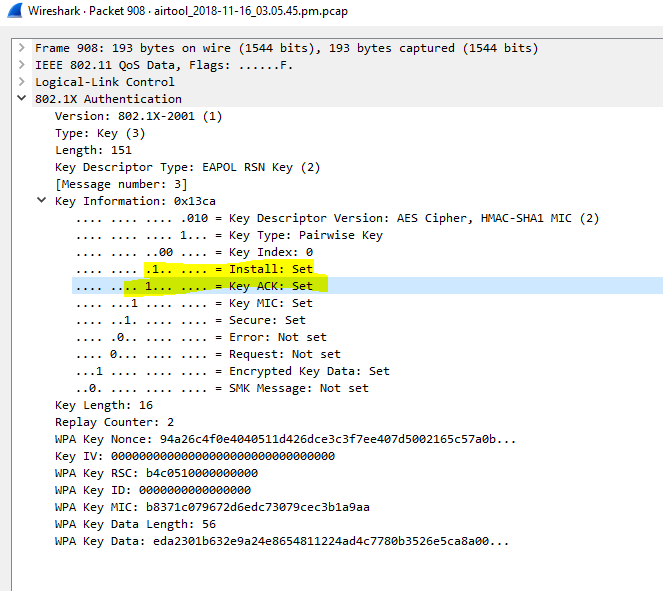 Wireshark · Packet 908 · airtool_2018-11-16_03.05.45.pm.pcap
Frame 908: 193 bytes on wire (1544 bits), 193 bytes captured (1544 bits)
IEEE 802.11 QoS Data, Flags: ......F.
Logical-Link Control
802.1X Authentication
Version: 802.1X-2001 (1)
Type: Key (3)
Length: 151
Key Descriptor Type: EAPOL RSN Key (2)
[Message number: 3]
Key Information: 0x13ca
.... .... .... .010 = Key Descriptor Version: AES Cipher, HMAC-SHA1 MIC (2)
.... .... .... 1... = Key Type: Pairwise Key
.... .... ..00 .... = Key Index: 0
.... .... .1.. .... = Install: Set
.... .... 1... .... = Key ACK: Set
.... ...1 .... .... = Key MIC: Set
.... ..1. .... .... = Secure: Set
.... .0.. .... .... = Error: Not set
.... 0... .... .... = Request: Not set
...1 .... .... .... = Encrypted Key Data: Set
..0. .... .... .... = SMK Message: Not set
Key Length: 16
Replay Counter: 2
WPA Key Nonce: 94a26c4f0e4040511d426dce3c3f7ee407d5002165c57a0b...
Key IV: 00000000000000000000000000000000
WPA Key RSC: b4c0510000000000
WPA Key ID: 0000000000000000
WPA Key MIC: b8371c079672d6edc73079cec3b1a9aa
WPA Key Data Length: 56
WPA Key Data: eda2301b632e9a24e8654811224ad4c7780b3526e5ca8a00...